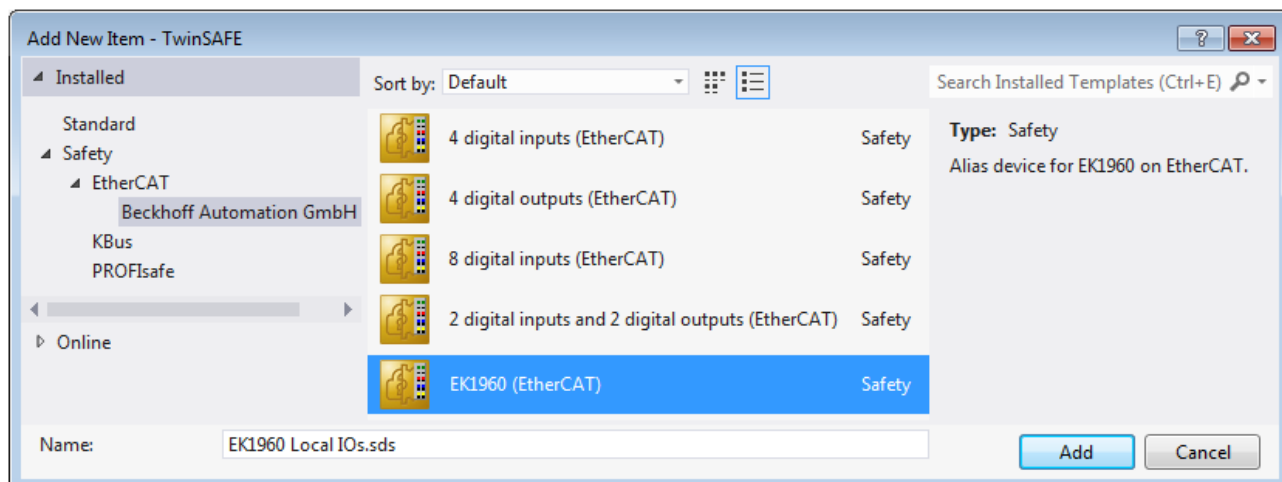 Add New Item - TwinSAFE
Installed
Sort by: Default
Search Installed Templates (Ctrl+E)
Standard
Safety
EtherCAT
Beckhoff Automation GmbH
KBus
PROFIsafe
Online
4 digital inputs (EtherCAT) Safety
4 digital outputs (EtherCAT) Safety
8 digital inputs (EtherCAT) Safety
2 digital inputs and 2 digital outputs (EtherCAT) Safety
EK1960 (EtherCAT) Safety
Type: Safety
Alias device for EK1960 on EtherCAT.
Name: EK1960 Local IOs.sds
Add Cancel